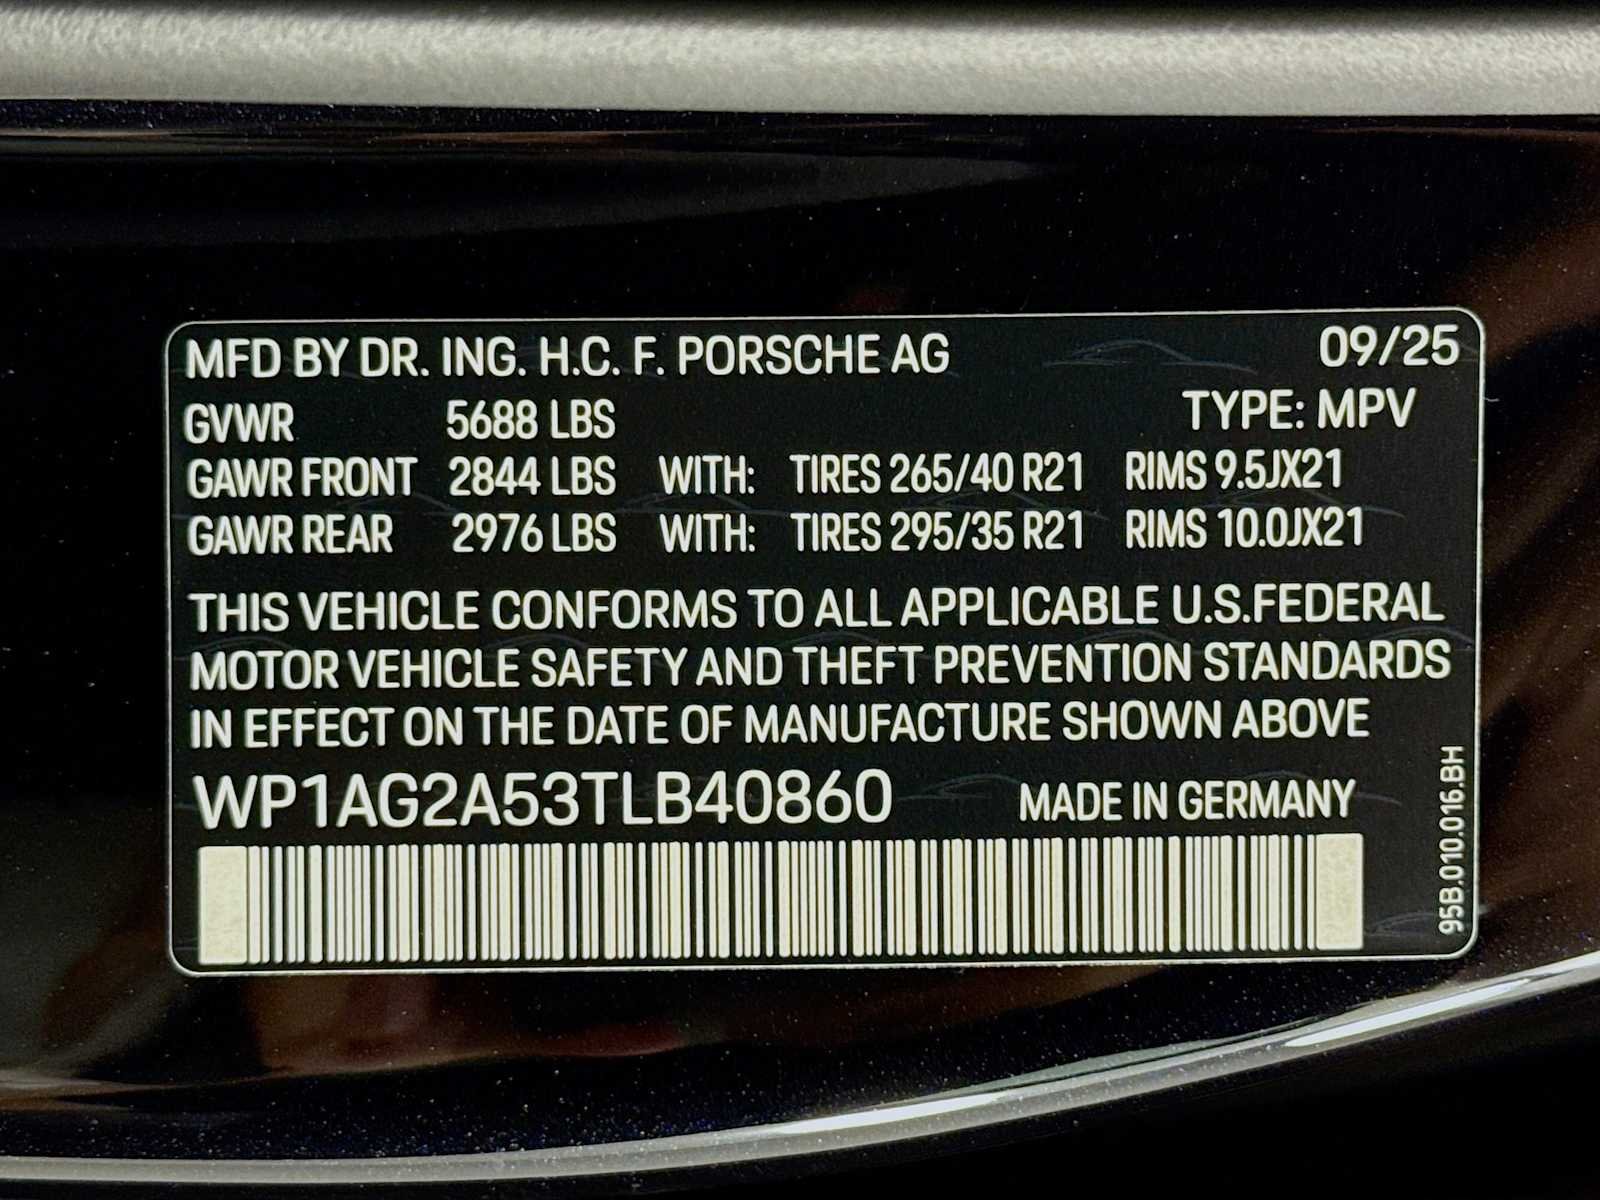 MFD BY DR. ING. H.C. F. PORSCHE AG 09/25
GVWR 5688 LBS TYPE: MPV
GAWR FRONT 2844 LBS WITH: TIRES 265/40 R21 RIMS 9.5JX21
GAWR REAR 2976 LBS WITH: TIRES 295/35 R21 RIMS 10.0JX21
THIS VEHICLE CONFORMS TO ALL APPLICABLE U.S.FEDERAL
MOTOR VEHICLE SAFETY AND THEFT PREVENTION STANDARDS
IN EFFECT ON THE DATE OF MANUFACTURE SHOWN ABOVE
WP1AG2A53TLB40860 MADE IN GERMANY
95B.010.016.BH